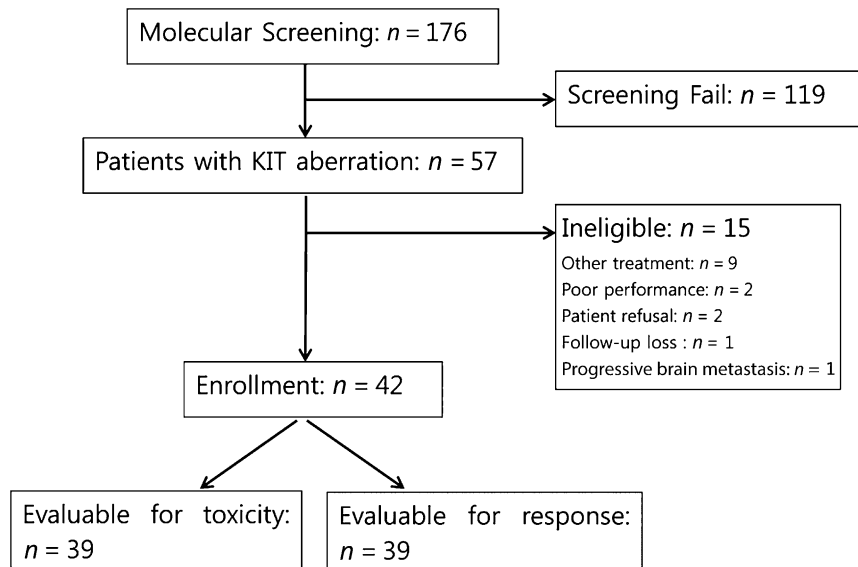 Molecular Screening: n = 176
Screening Fail: n = 119
Patients with KIT aberration: n = 57
Ineligible: n = 15
Other treatment: n = 9
Poor performance: n = 2
Patient refusal: n = 2
Follow-up loss : n = 1
Progressive brain metastasis: n = 1
Enrollment: n = 42
Evaluable for toxicity:
n = 39
Evaluable for response:
n = 39